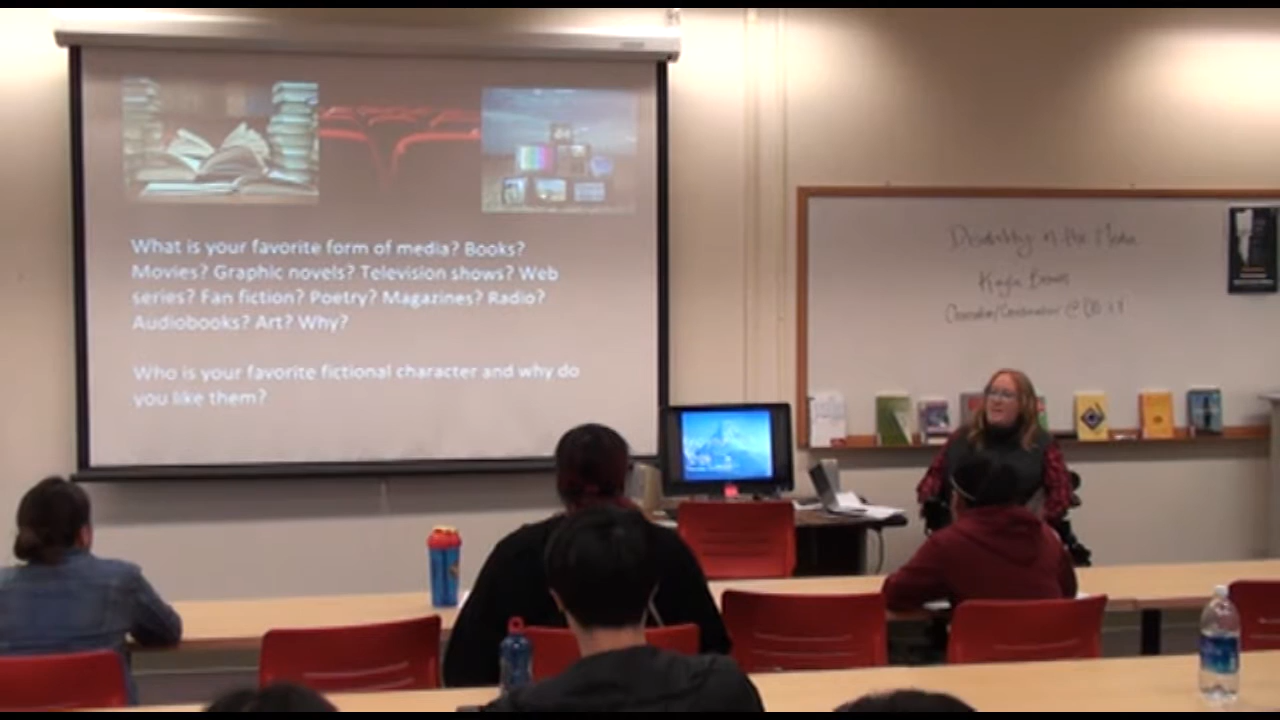 What is your favorite form of media? Books?
Movies? Graphic novels? Television shows? Web
series? Fan fiction? Poetry? Magazines? Radio?
Audiobooks? Art? Why?
Who is your favorite fictional character and why do
you like them?
Disability in the Media
Kayla Brown